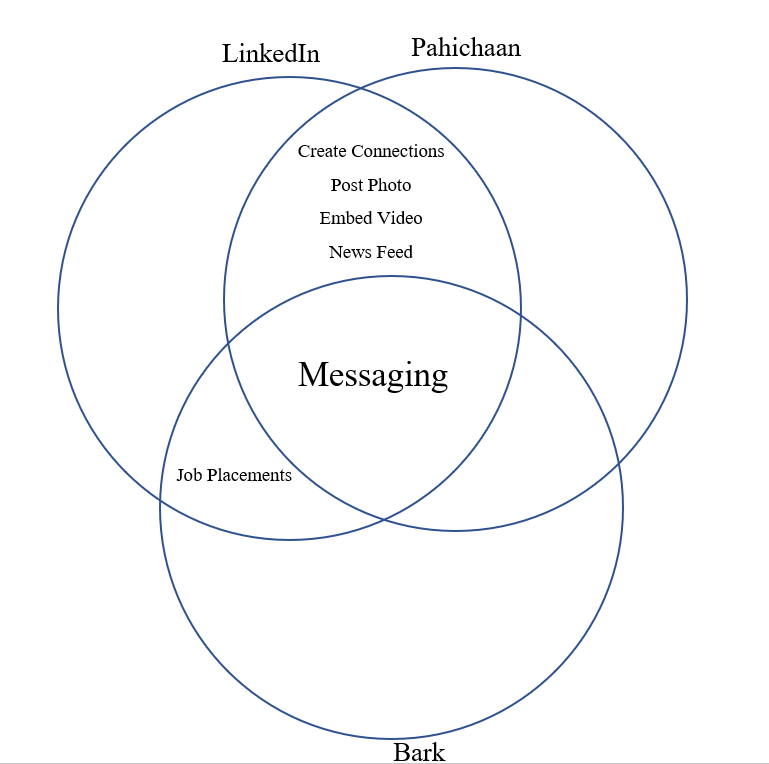 LinkedIn
Pahichaan
Create Connections
Post Photo
Embed Video
News Feed
Messaging
Job Placements
Bark